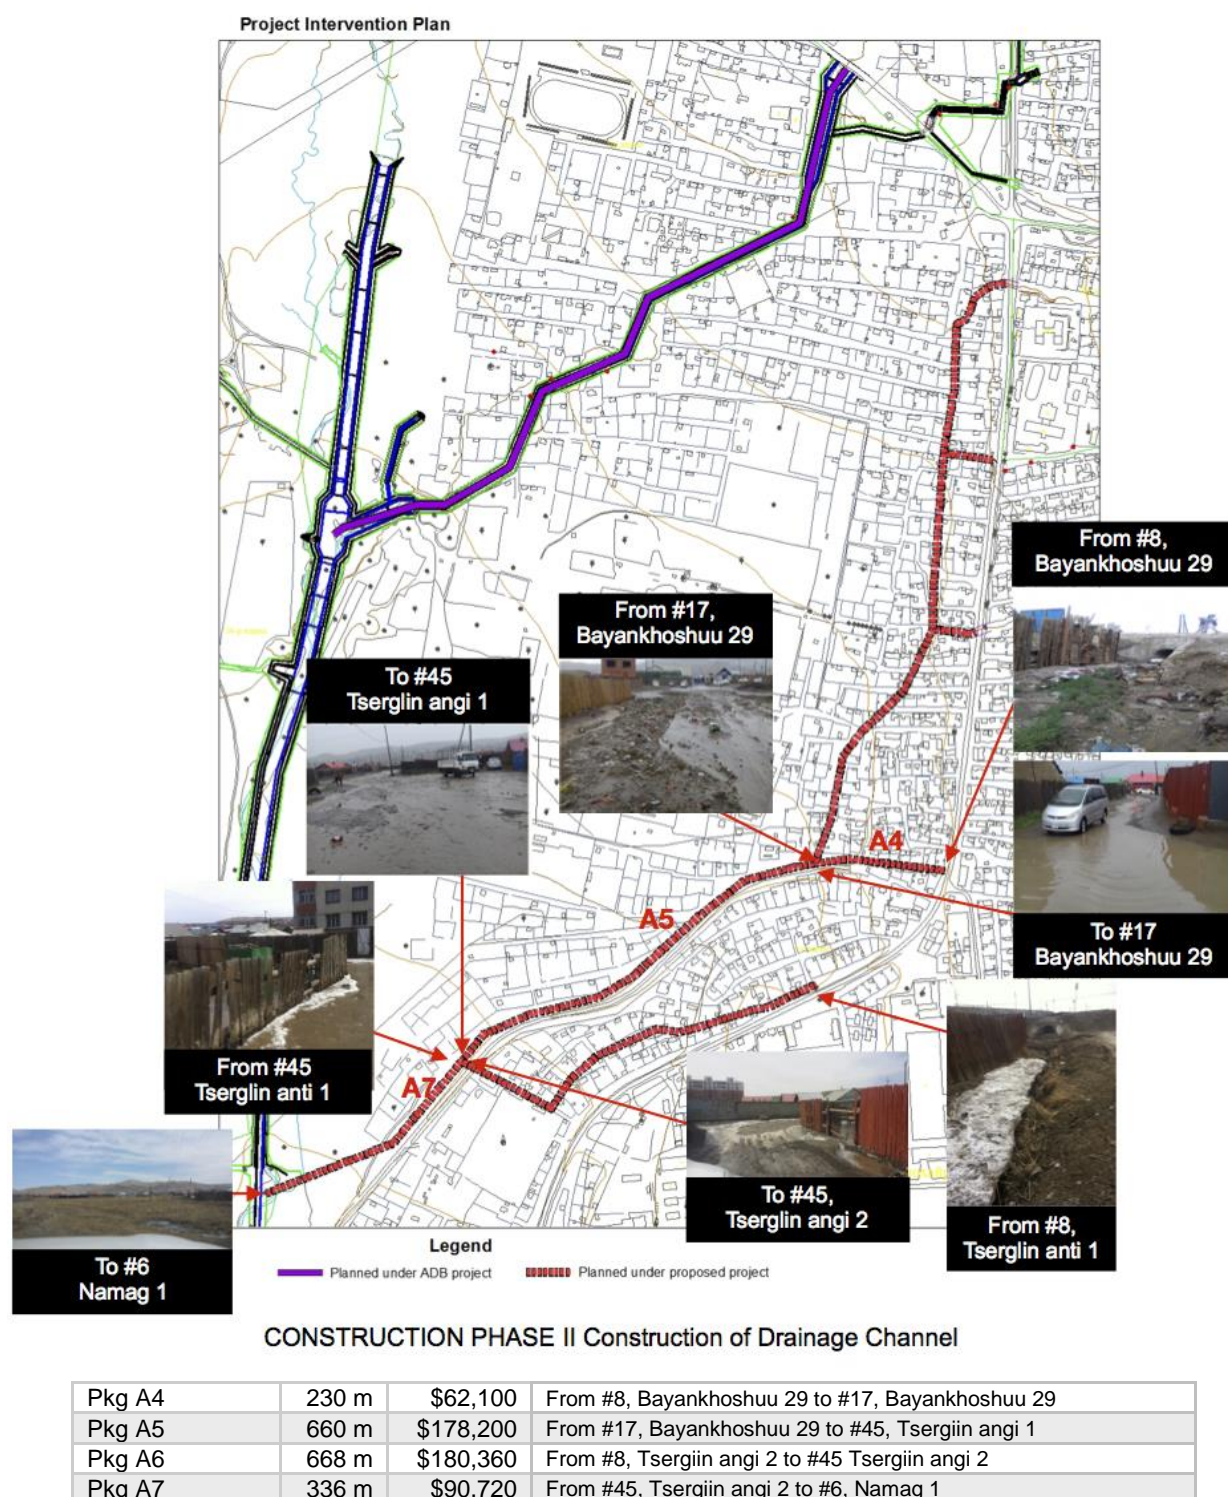 Project Intervention Plan
From #8,
Bayankhoshuu 29
From #17,
Bayankhoshuu 29
To #45
Tserglin angi 1
A4
A5
To #17
Bayankhoshuu 29
From #45
Tserglin anti 1
A7
To #45,
Tserglin angi 2
From #8,
Tserglin anti 1
To #6
Namag 1
Legend
Planned under ADB project
Planned under proposed project
CONSTRUCTION PHASE II Construction of Drainage Channel
Pkg A4 230 m $62,100 From #8, Bayankhoshuu 29 to #17, Bayankhoshuu 29
Pkg A5 660 m $178,200 From #17, Bayankhoshuu 29 to #45, Tsergiin angi 1
Pkg A6 668 m $180,360 From #8, Tsergiin angi 2 to #45 Tsergiin angi 2
Pkg A7 336 m $90,720 From #45, Tsergiin angi 2 to #6, Namag 1